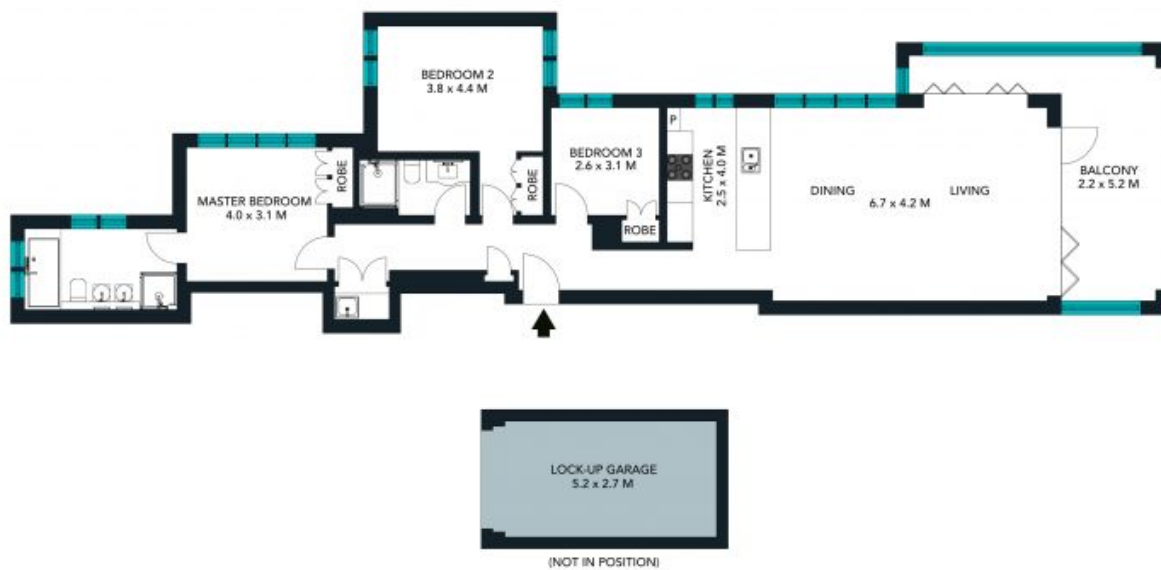 BEDROOM 2
3.8 x 4.4 M
MASTER BEDROOM
4.0 x 3.1 M
ROBE
ROBE
BEDROOM 3
2.6 x 3.1 M
ROBE
P
KITCHEN
2.5 x 4.0 M
DINING
LIVING
6.7 x 4.2 M
BALCONY
2.2 x 5.2 M
LOCK-UP GARAGE
5.2 x 2.7 M
(NOT IN POSITION)